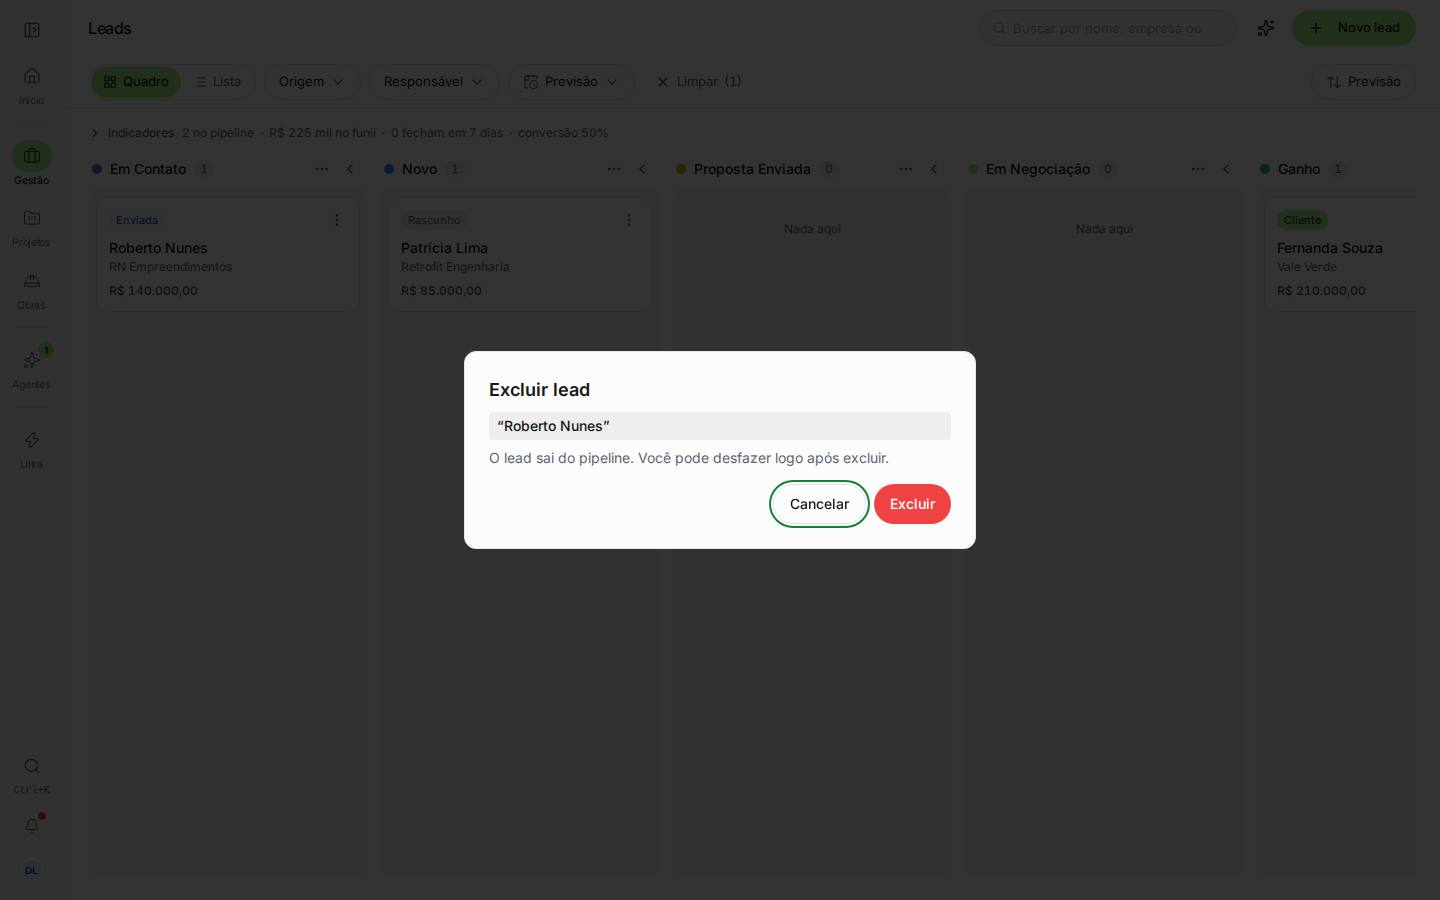 Leads
Buscar por nome, empresa ou
Novo lead
Quadro
Lista
Origem
Responsável
Previsão
Limpar (1)
Previsão
Indicadores 2 no pipeline · R$ 225 mil no funil · 0 fecham em 7 dias · conversão 50%
Início
Gestão
Projetos
Obras
1
Agentes
Ultra
Ctrl+K
DL
Em Contato 1
Enviada
Roberto Nunes
RN Empreendimentos
R$ 140.000,00
Novo 1
Rascunho
Patrícia Lima
Retrofit Engenharia
R$ 85.000,00
Proposta Enviada 0
Nada aqui
Em Negociação 0
Nada aqui
Ganho 1
Cliente
Fernanda Souza
Vale Verde
R$ 210.000,00
Excluir lead
“Roberto Nunes”
O lead sai do pipeline. Você pode desfazer logo após excluir.
Cancelar
Excluir